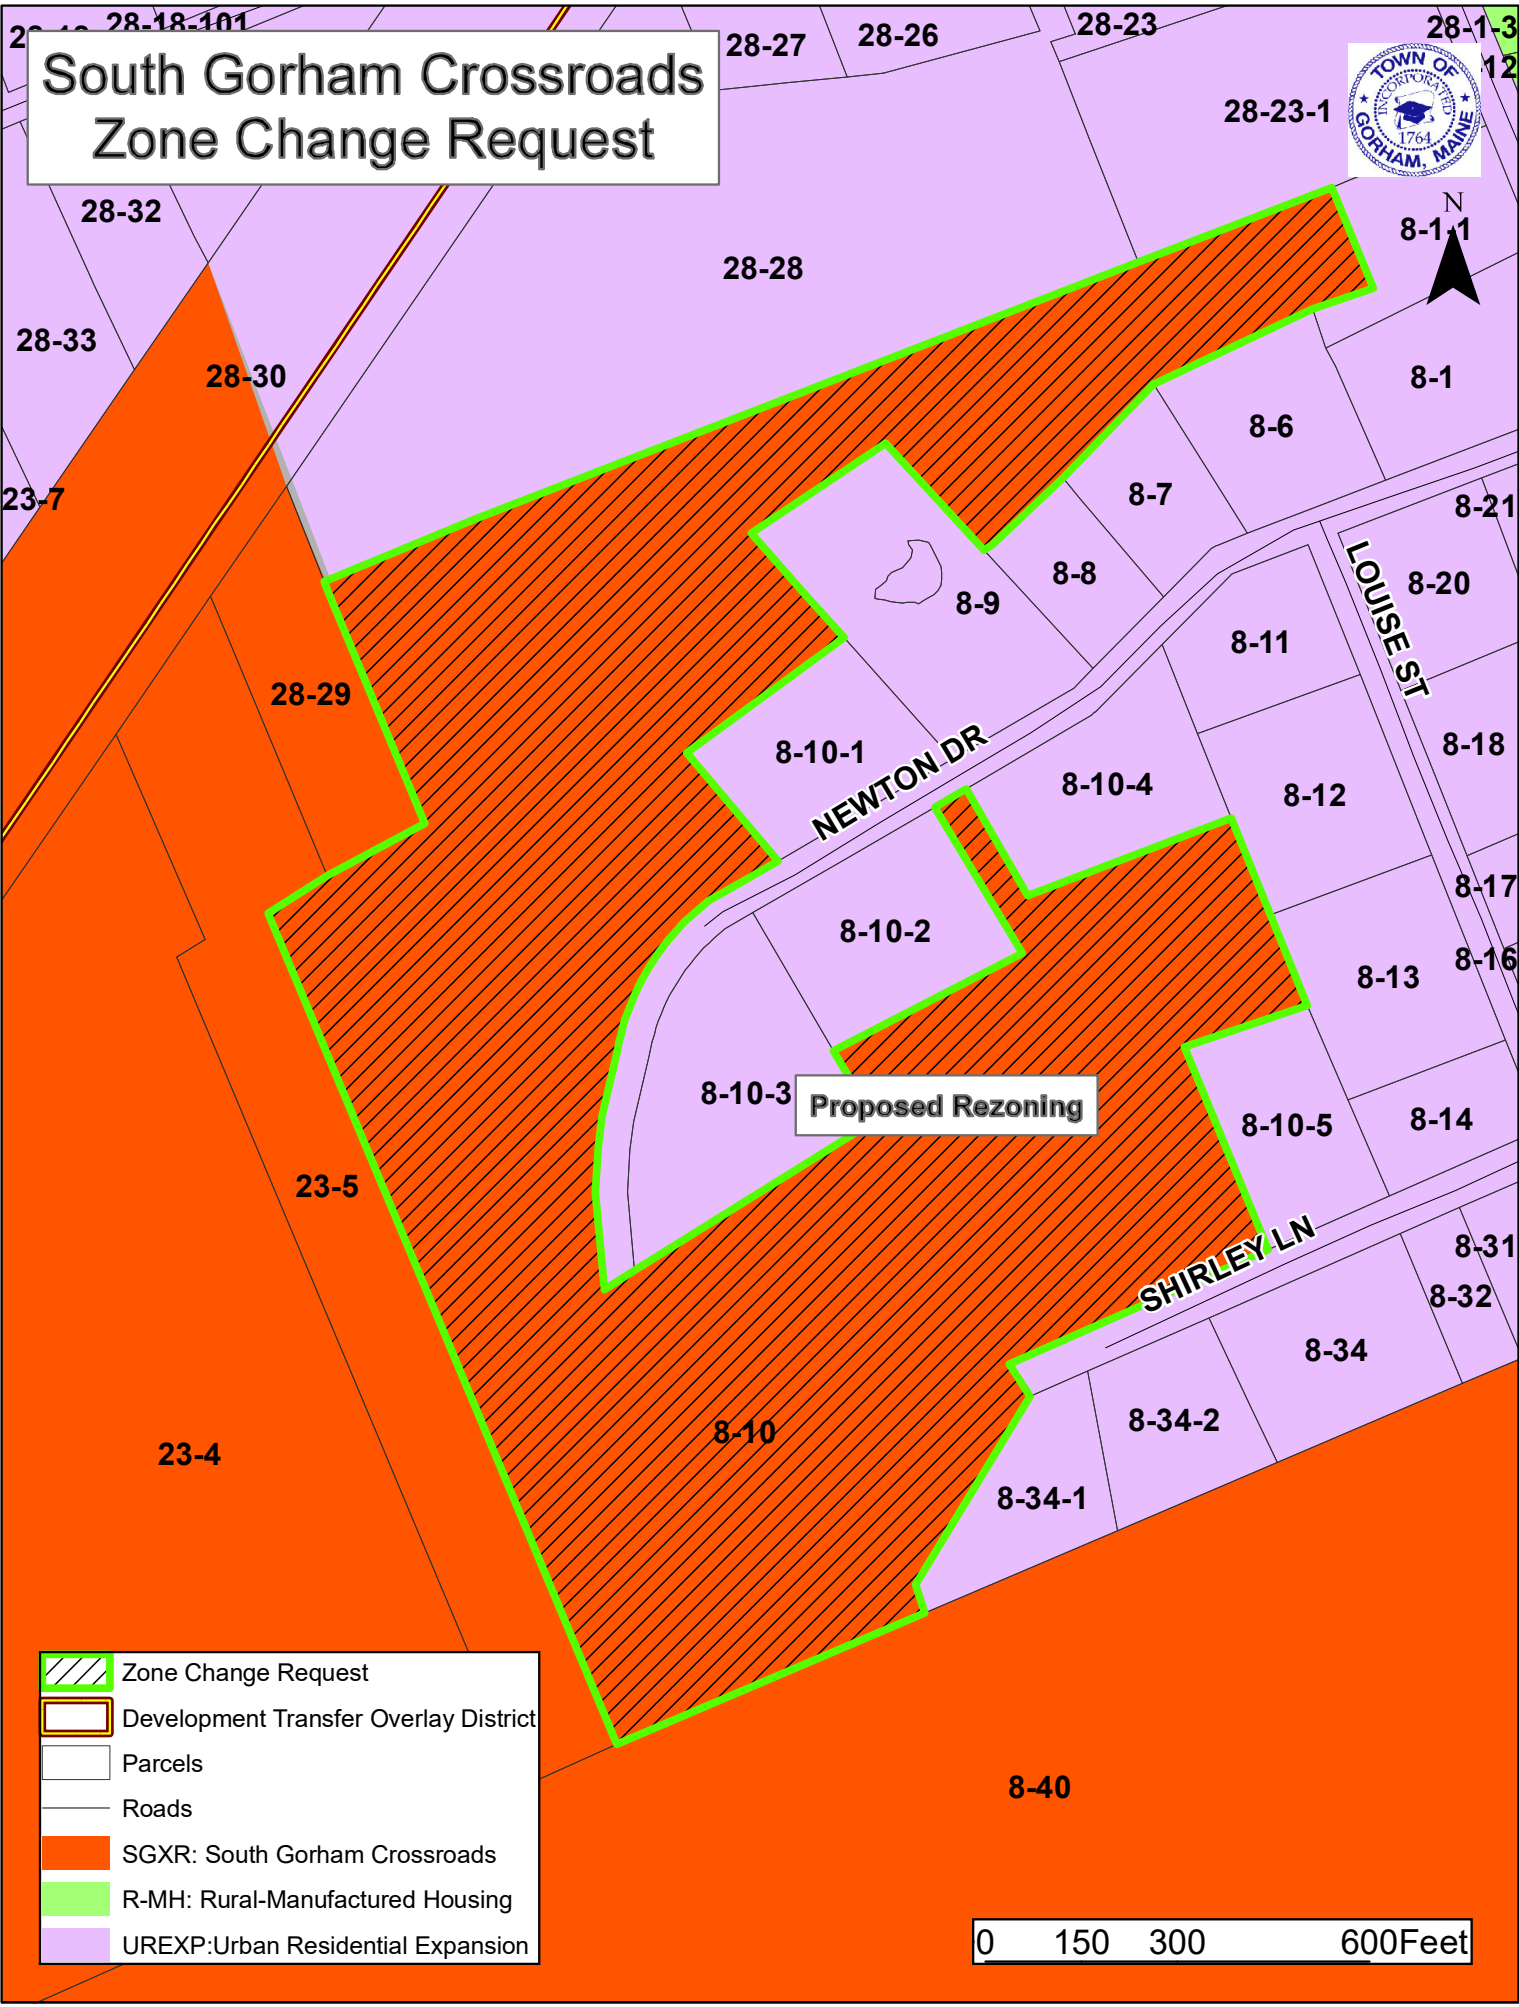 28-18-101
28-27
28-26
28-23
28-1-3
South Gorham Crossroads
Zone Change Request
28-23-1
TOWN OF
GORHAM, MAINE
INCORPORATED
1764
N
28-32
8-1-1
28-28
28-33
28-30
8-1
8-6
23-7
8-7
8-21
LOUISE ST
8-8
8-20
8-9
8-11
28-29
8-18
8-10-1
NEWTON DR
8-10-4
8-12
8-17
8-10-2
8-16
8-13
8-10-3
Proposed Rezoning
8-14
8-10-5
23-5
SHIRLEY LN
8-31
8-32
8-34
8-34-2
8-10
23-4
8-34-1
8-40
Zone Change Request
Development Transfer Overlay District
Parcels
Roads
SGXR: South Gorham Crossroads
R-MH: Rural-Manufactured Housing
UREXP:Urban Residential Expansion
0 150 300 600Feet